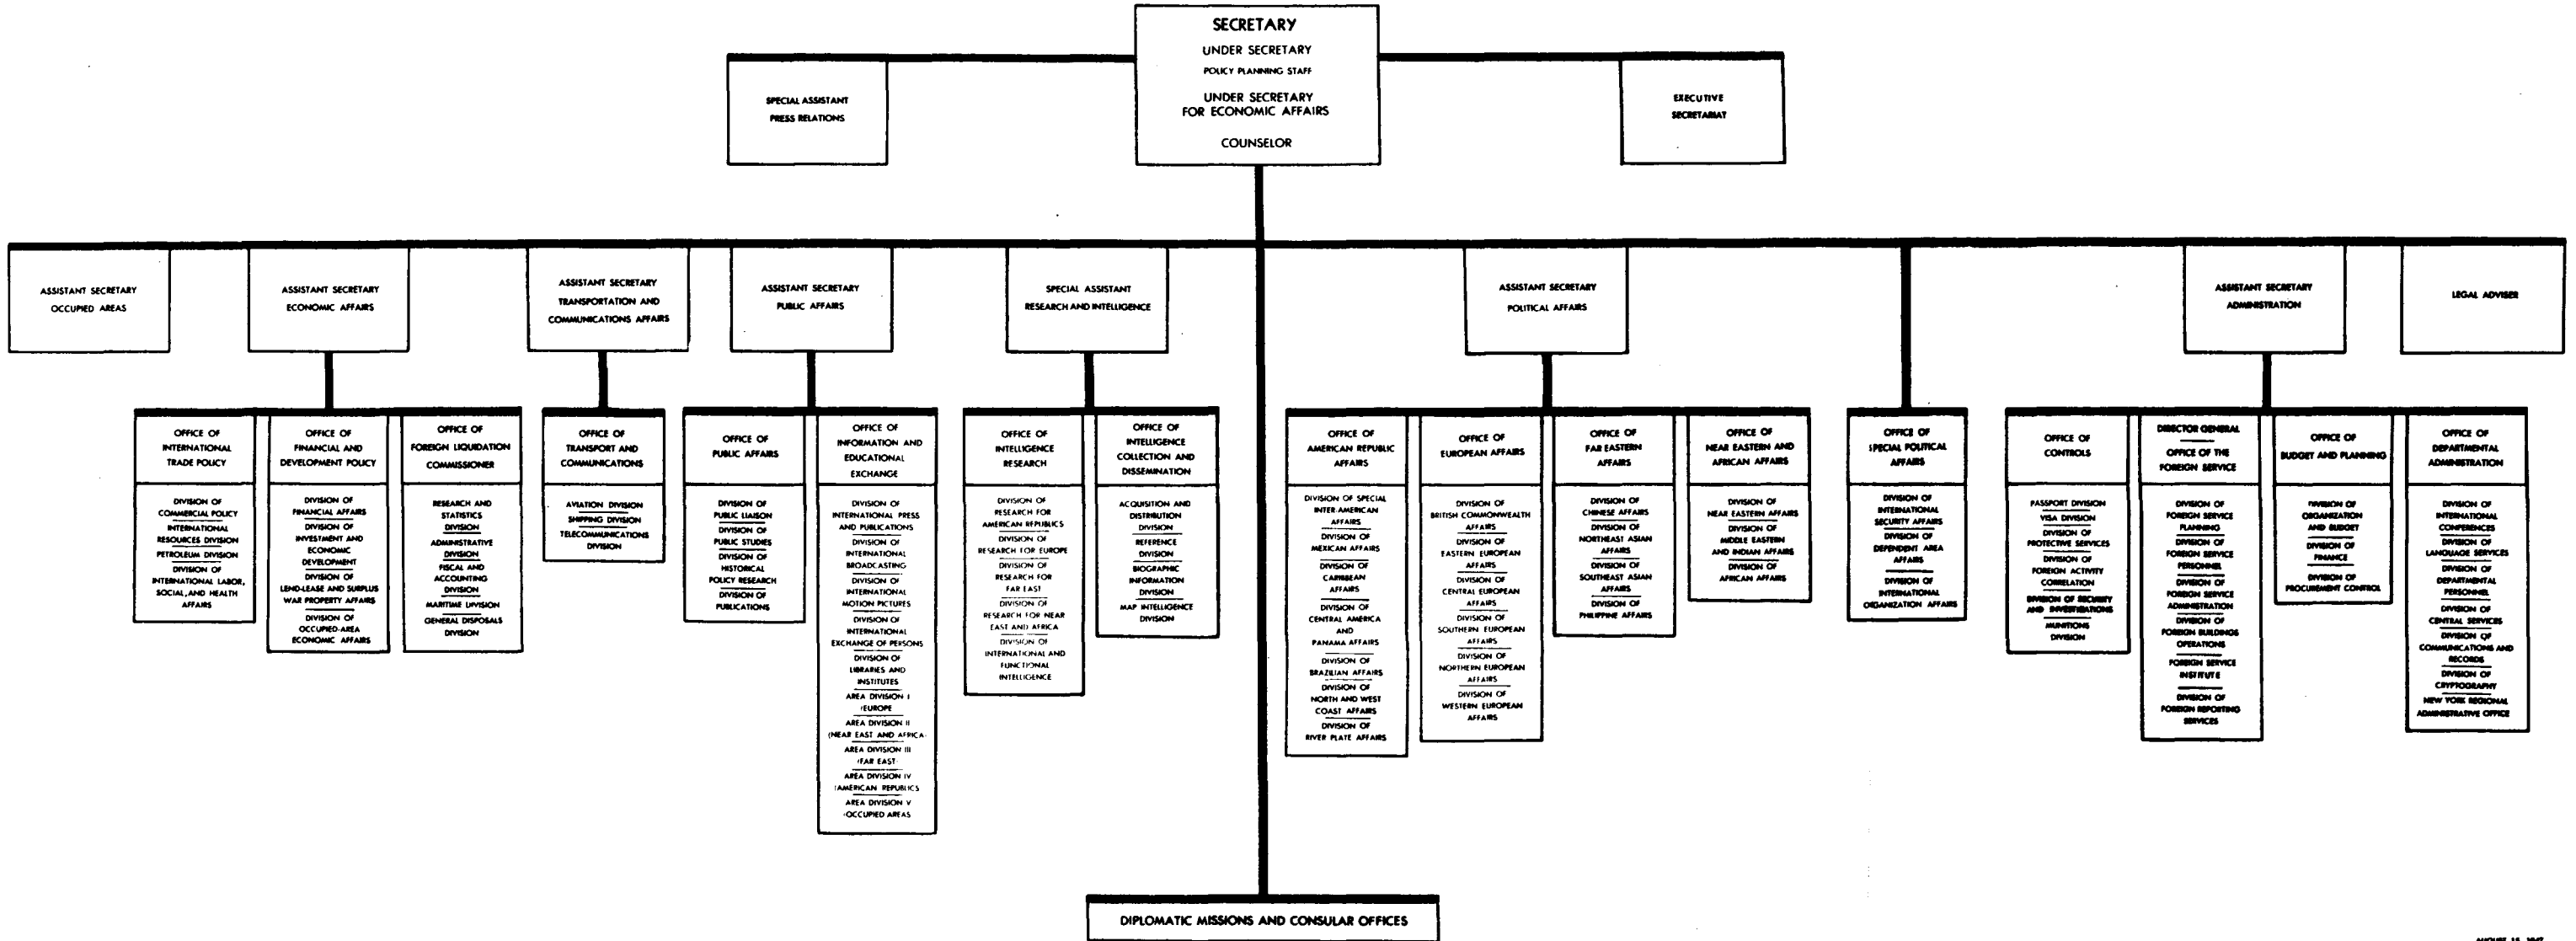 SECRETARY
UNDER SECRETARY
POLICY PLANNING STAFF
UNDER SECRETARY
FOR ECONOMIC AFFAIRS
COUNSELOR
SPECIAL ASSISTANT
PRESS RELATIONS
EXECUTIVE
SECRETARIAT
ASSISTANT SECRETARY
OCCUPIED AREAS
ASSISTANT SECRETARY
ECONOMIC AFFAIRS
ASSISTANT SECRETARY
TRANSPORTATION AND
COMMUNICATIONS AFFAIRS
ASSISTANT SECRETARY
PUBLIC AFFAIRS
SPECIAL ASSISTANT
RESEARCH AND INTELLIGENCE
ASSISTANT SECRETARY
POLITICAL AFFAIRS
ASSISTANT SECRETARY
ADMINISTRATION
LEGAL ADVISER
OFFICE OF
INTERNATIONAL
TRADE POLICY
DIVISION OF
COMMERCIAL POLICY
INTERNATIONAL
RESOURCES DIVISION
PETROLEUM DIVISION
DIVISION OF
INTERNATIONAL LABOR,
SOCIAL, AND HEALTH
AFFAIRS
OFFICE OF
FINANCIAL AND
DEVELOPMENT POLICY
DIVISION OF
FINANCIAL AFFAIRS
DIVISION OF
INVESTMENT AND
ECONOMIC
DEVELOPMENT
DIVISION OF
LEND-LEASE AND SURPLUS
WAR PROPERTY AFFAIRS
DIVISION OF
OCCUPIED-AREA
ECONOMIC AFFAIRS
OFFICE OF
FOREIGN LIQUIDATION
COMMISSIONER
RESEARCH AND
STATISTICS
DIVISION
ADMINISTRATIVE
DIVISION
FISCAL AND
ACCOUNTING
DIVISION
MARITIME DIVISION
GENERAL DISPOSALS
DIVISION
OFFICE OF
TRANSPORT AND
COMMUNICATIONS
AVIATION DIVISION
SHIPPING DIVISION
TELECOMMUNICATIONS
DIVISION
OFFICE OF
PUBLIC AFFAIRS
DIVISION OF
PUBLIC LIAISON
DIVISION OF
PUBLIC STUDIES
DIVISION OF
HISTORICAL
POLICY RESEARCH
DIVISION OF
PUBLICATIONS
OFFICE OF
INFORMATION AND
EDUCATIONAL
EXCHANGE
DIVISION OF
INTERNATIONAL PRESS
AND PUBLICATIONS
DIVISION OF
INTERNATIONAL
BROADCASTING
DIVISION OF
INTERNATIONAL
MOTION PICTURES
DIVISION OF
INTERNATIONAL
EXCHANGE OF PERSONS
DIVISION OF
LIBRARIES AND
INSTITUTES
AREA DIVISION I
(EUROPE
AREA DIVISION II
(NEAR EAST AND AFRICA)
AREA DIVISION III
(FAR EAST)
AREA DIVISION IV
(AMERICAN REPUBLICS
AREA DIVISION V
(OCCUPIED AREAS
OFFICE OF
INTELLIGENCE
RESEARCH
DIVISION OF
RESEARCH FOR
AMERICAN REPUBLICS
DIVISION OF
RESEARCH FOR EUROPE
DIVISION OF
RESEARCH FOR
FAR EAST
DIVISION OF
RESEARCH FOR NEAR
EAST AND AFRICA
DIVISION OF
INTERNATIONAL AND
FUNCTIONAL
INTELLIGENCE
OFFICE OF
INTELLIGENCE
COLLECTION AND
DISSEMINATION
ACQUISITION AND
DISTRIBUTION
DIVISION
REFERENCE
DIVISION
BIOGRAPHIC
INFORMATION
DIVISION
MAP INTELLIGENCE
DIVISION
OFFICE OF
AMERICAN REPUBLIC
AFFAIRS
DIVISION OF SPECIAL
INTER-AMERICAN
AFFAIRS
DIVISION OF
MEXICAN AFFAIRS
DIVISION OF
CARIBBEAN
AFFAIRS
DIVISION OF
CENTRAL AMERICA
AND
PANAMA AFFAIRS
DIVISION OF
BRAZILIAN AFFAIRS
DIVISION OF
NORTH AND WEST
COAST AFFAIRS
DIVISION OF
RIVER PLATE AFFAIRS
OFFICE OF
EUROPEAN AFFAIRS
DIVISION OF
BRITISH COMMONWEALTH
AFFAIRS
DIVISION OF
EASTERN EUROPEAN
AFFAIRS
DIVISION OF
CENTRAL EUROPEAN
AFFAIRS
DIVISION OF
SOUTHERN EUROPEAN
AFFAIRS
DIVISION OF
NORTHERN EUROPEAN
AFFAIRS
DIVISION OF
WESTERN EUROPEAN
AFFAIRS
OFFICE OF
FAR EASTERN
AFFAIRS
DIVISION OF
CHINESE AFFAIRS
DIVISION OF
NORTHEAST ASIAN
AFFAIRS
DIVISION OF
SOUTHEAST ASIAN
AFFAIRS
DIVISION OF
PHILIPPINE AFFAIRS
OFFICE OF
NEAR EASTERN AND
AFRICAN AFFAIRS
DIVISION OF
NEAR EASTERN AFFAIRS
DIVISION OF
MIDDLE EASTERN
AND INDIAN AFFAIRS
DIVISION OF
AFRICAN AFFAIRS
OFFICE OF
SPECIAL POLITICAL
AFFAIRS
DIVISION OF
INTERNATIONAL
SECURITY AFFAIRS
DIVISION OF
DEPENDENT AREA
AFFAIRS
DIVISION OF
INTERNATIONAL
ORGANIZATION AFFAIRS
OFFICE OF
CONTROLS
PASSPORT DIVISION
VISA DIVISION
DIVISION OF
PROTECTIVE SERVICES
DIVISION OF
FOREIGN ACTIVITY
CORRELATION
DIVISION OF SECURITY
AND INVESTIGATIONS
MUNITIONS
DIVISION
DIRECTOR GENERAL
OFFICE OF THE
FOREIGN SERVICE
DIVISION OF
FOREIGN SERVICE
PLANNING
DIVISION OF
FOREIGN SERVICE
PERSONNEL
DIVISION OF
FOREIGN SERVICE
ADMINISTRATION
DIVISION OF
FOREIGN BUILDINGS
OPERATIONS
FOREIGN SERVICE
INSTITUTE
DIVISION OF
FOREIGN REPORTING
SERVICES
OFFICE OF
BUDGET AND PLANNING
DIVISION OF
ORGANIZATION
AND BUDGET
DIVISION OF
FINANCE
DIVISION OF
PROCUREMENT CONTROL
OFFICE OF
DEPARTMENTAL
ADMINISTRATION
DIVISION OF
INTERNATIONAL
CONFERENCES
DIVISION OF
LANGUAGE SERVICES
DIVISION OF
DEPARTMENTAL
PERSONNEL
DIVISION OF
CENTRAL SERVICES
DIVISION OF
COMMUNICATIONS AND
RECORDS
DIVISION OF
CRYPTOGRAPHY
NEW YORK REGIONAL
ADMINISTRATIVE OFFICE
DIPLOMATIC MISSIONS AND CONSULAR OFFICES
AUGUST 15, 1947